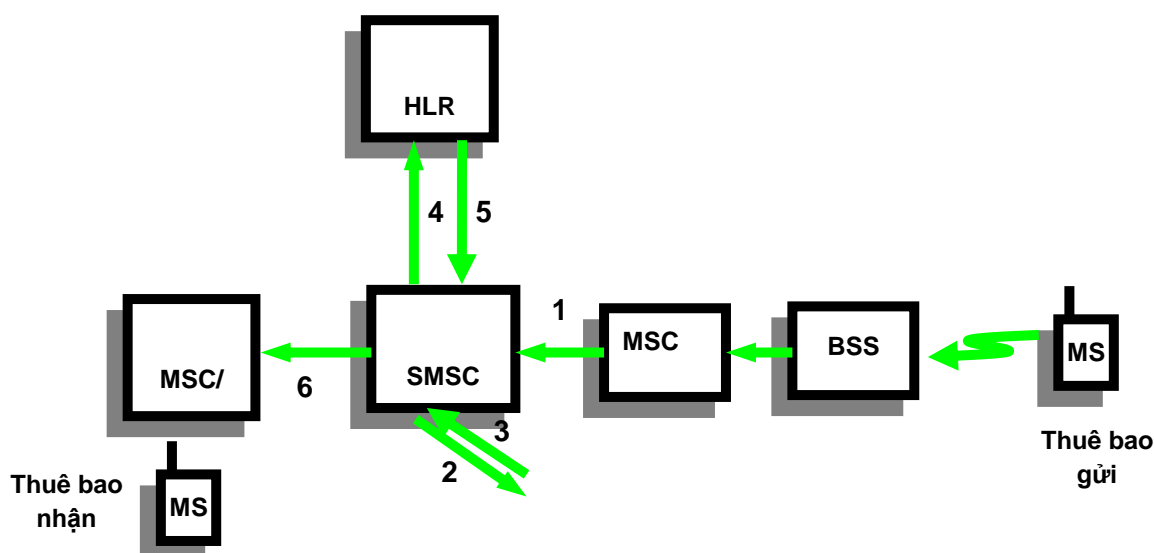 HLR
4
5
1
MSC
BSS
MS
MSC/
6
SMSC
3
2
Thuê bao
gửi
Thuê bao
nhận
MS